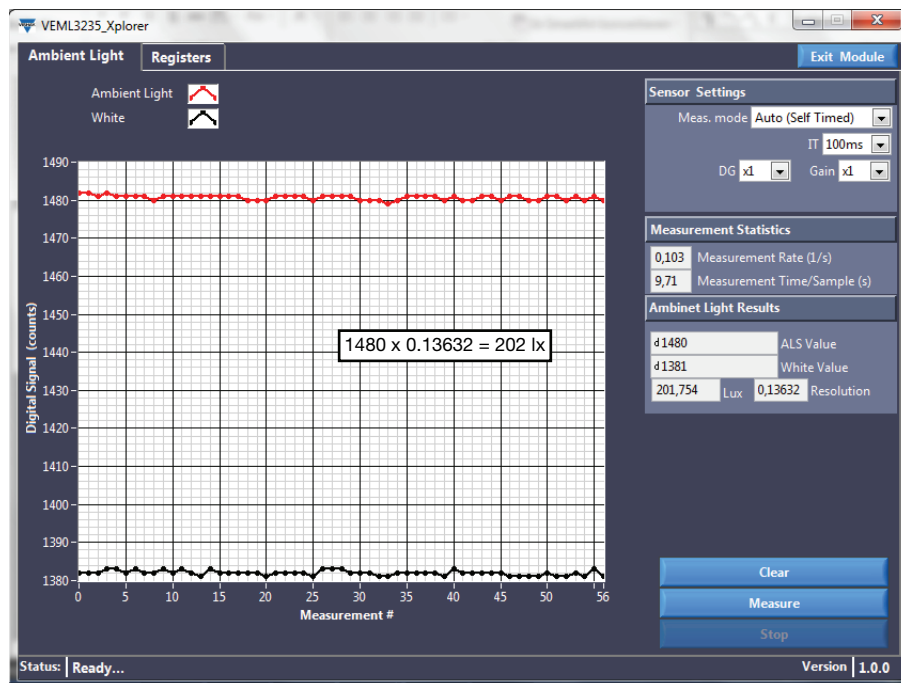 VEML3235_Xplorer
Ambient Light
Registers
Exit Module
Ambient Light
White
1490
1480
1470
1460
1450
1440
1430
1420
1410
1400
1390
1380
Digital Signal (counts)
1480 x 0.13632 = 202 lx
0 5 10 15 20 25 30 35 40 45 50 56
Measurement #
Sensor Settings
Meas. mode Auto (Self Timed)
IT 100ms
DG x1 Gain x1
Measurement Statistics
0,103 Measurement Rate (1/s)
9,71 Measurement Time/Sample (s)
Ambinet Light Results
d 1480 ALS Value
d 1381 White Value
201,754 Lux 0,13632 Resolution
Clear
Measure
Stop
Status: Ready...
Version 1.0.0